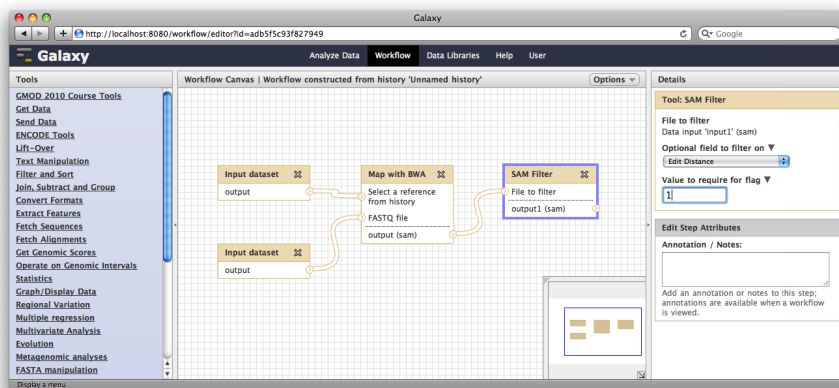 Galaxy
http://localhost:8080/workflow/editor?id=adb5f5c93f827949
Google
Galaxy
Analyze Data Workflow Data Libraries Help User
Tools
GMOD 2010 Course Tools
Get Data
Send Data
ENCODE Tools
Lift-Over
Text Manipulation
Filter and Sort
Join, Subtract and Group
Convert Formats
Extract Features
Fetch Sequences
Fetch Alignments
Get Genomic Scores
Operate on Genomic Intervals
Statistics
Graph/Display Data
Regional Variation
Multiple regression
Multivariate Analysis
Evolution
Metagenomic analyses
FASTA manipulation
Display a menu
Workflow Canvas | Workflow constructed from history 'Unnamed history'
Options
Input dataset
output
Input dataset
output
Map with BWA
Select a reference
from history
FASTQ file
output (sam)
SAM Filter
File to filter
output1 (sam)
Details
Tool: SAM Filter
File to filter
Data input 'input1' (sam)
Optional field to filter on
Edit Distance
Value to require for flag
1
Edit Step Attributes
Annotation / Notes:
Add an annotation or notes to this step;
annotations are available when a workflow
is viewed.